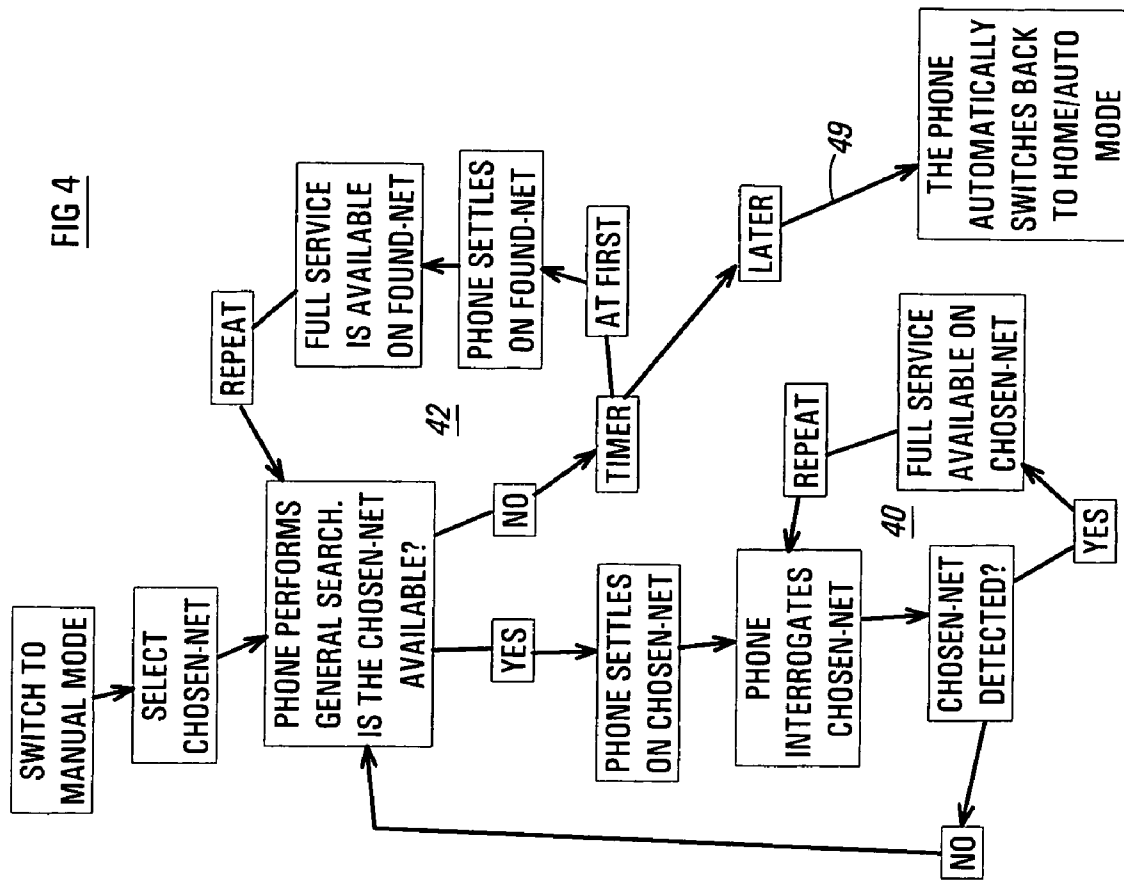 FIG 4
SWITCH TO
MANUAL MODE
SELECT
CHOSEN-NET
PHONE PERFORMS
GENERAL SEARCH.
IS THE CHOSEN-NET
AVAILABLE?
REPEAT
FULL SERVICE
IS AVAILABLE
ON FOUND-NET
PHONE SETTLES
ON FOUND-NET
AT FIRST
42
NO
TIMER
LATER
49
THE PHONE
AUTOMATICALLY
SWITCHES BACK
TO HOME/AUTO
MODE
YES
PHONE SETTLES
ON CHOSEN-NET
PHONE
INTERROGATES
CHOSEN-NET
REPEAT
40
FULL SERVICE
AVAILABLE ON
CHOSEN-NET
CHOSEN-NET
DETECTED?
YES
NO